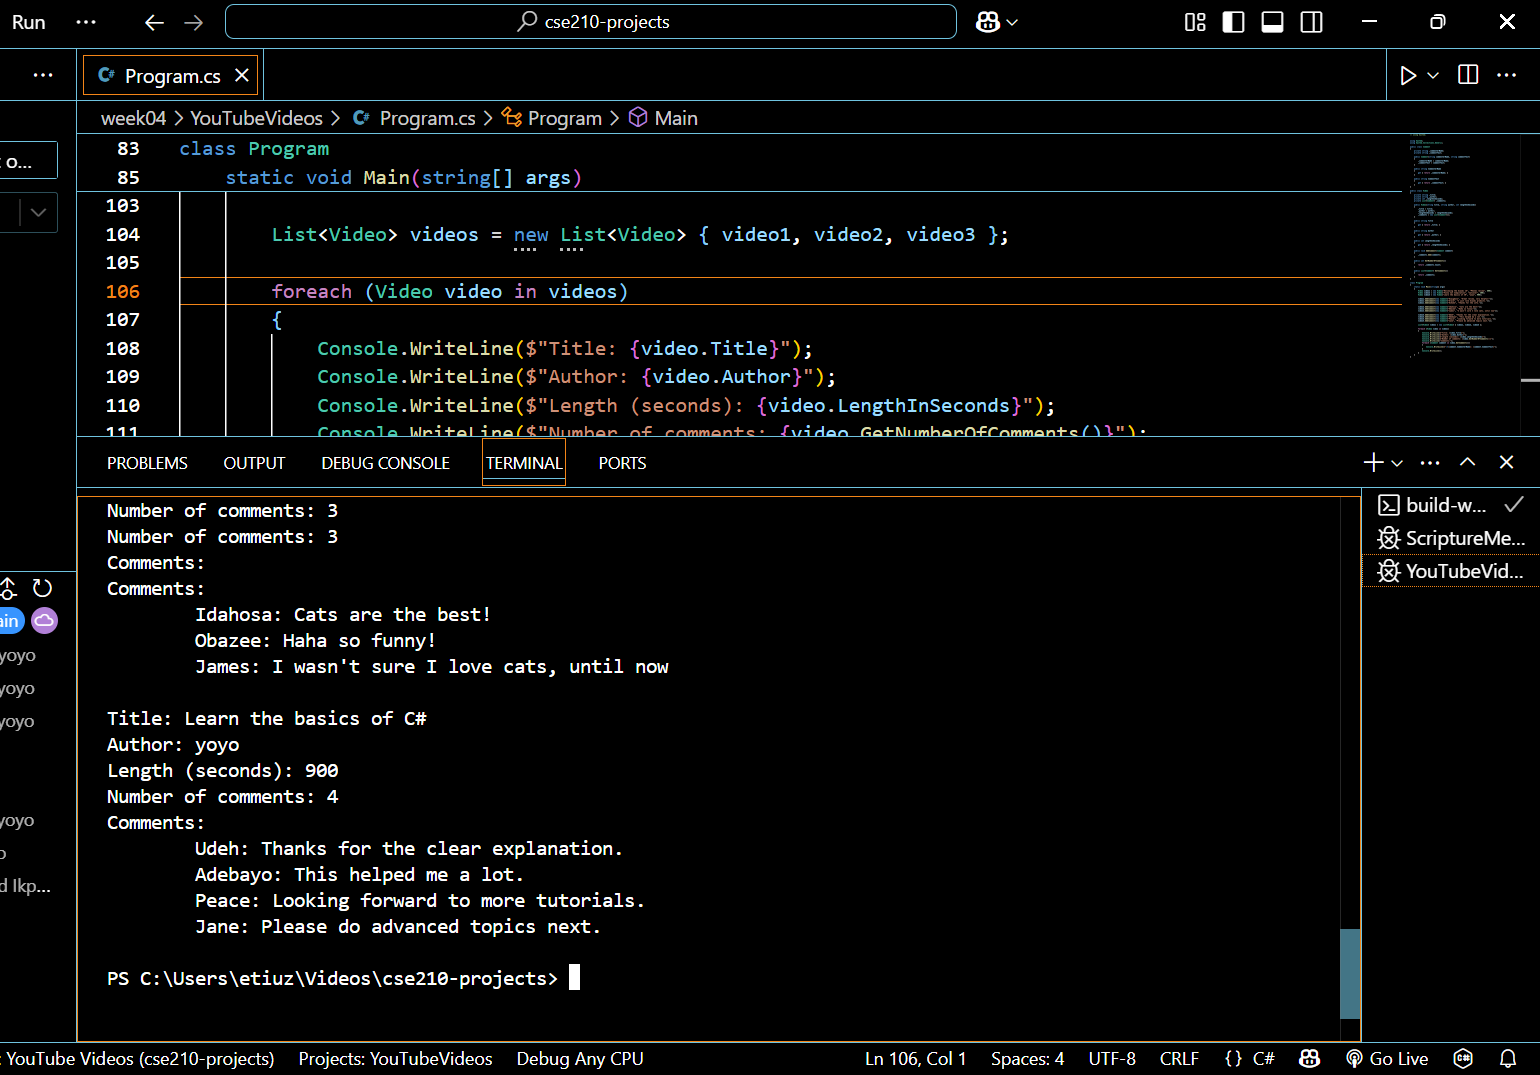 Run ··· cse210-projects
··· Program.cs
week04 > YouTubeVideos > Program.cs > Program > Main
83 class Program
85 static void Main(string[] args)
103
104 List<Video> videos = new List<Video> { video1, video2, video3 };
105
106 foreach (Video video in videos)
107 {
108 Console.WriteLine($"Title: {video.Title}");
109 Console.WriteLine($"Author: {video.Author}");
110 Console.WriteLine($"Length (seconds): {video.LengthInSeconds}");
111 Console.WriteLine($"Number of comments: {video.GetNumberOfComments()}");
PROBLEMS OUTPUT DEBUG CONSOLE TERMINAL PORTS
Number of comments: 3
Number of comments: 3
Comments:
Comments:
Idahosa: Cats are the best!
Obazee: Haha so funny!
James: I wasn't sure I love cats, until now
Title: Learn the basics of C#
Author: yoyo
Length (seconds): 900
Number of comments: 4
Comments:
Udeh: Thanks for the clear explanation.
Adebayo: This helped me a lot.
Peace: Looking forward to more tutorials.
Jane: Please do advanced topics next.
PS C:\Users\etiuz\Videos\cse210-projects>
build-w...
ScriptureMe...
YouTubeVid...
o...
ain
yoyo
yoyo
yoyo
yoyo
o
d Ikp...
: YouTube Videos (cse210-projects) Projects: YouTubeVideos Debug Any CPU Ln 106, Col 1 Spaces: 4 UTF-8 CRLF {} C# Go Live